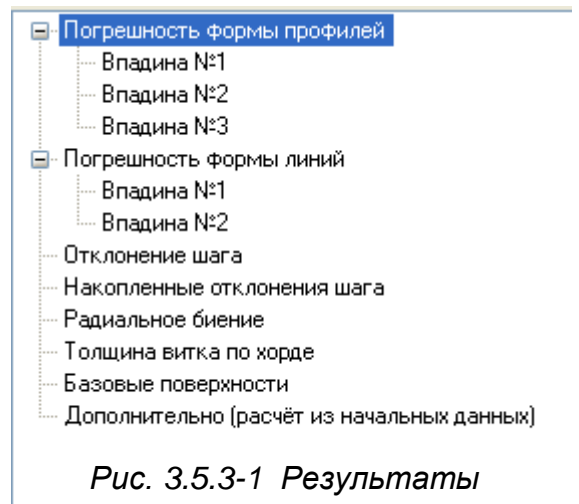 Погрешность формы профилей
Впадина №1
Впадина №2
Впадина №3
Погрешность формы линий
Впадина №1
Впадина №2
Отклонение шага
Накопленные отклонения шага
Радиальное биение
Толщина витка по хорде
Базовые поверхности
Дополнительно (расчёт из начальных данных)
Рис. 3.5.3-1 Результаты